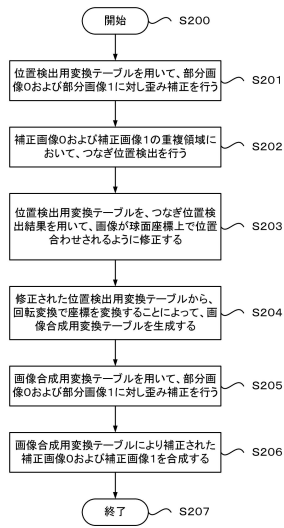 開始
S200
位置検出用変換テーブルを用いて、部分画
像0および部分画像1に対し歪み補正を行う
S201
補正画像0および補正画像1の重複領域に
おいて、つなぎ位置検出を行う
S202
位置検出用変換テーブルを、つなぎ位置検
出結果を用いて、画像が球面座標上で位置
合わせされるように修正する
S203
修正された位置検出用変換テーブルから、
回転変換で座標を変換することによって、画
像合成用変換テーブルを生成する
S204
画像合成用変換テーブルを用いて、部分画
像0および部分画像1に対し歪み補正を行う
S205
画像合成用変換テーブルにより補正された
補正画像0および補正画像1を合成する
S206
終了
S207